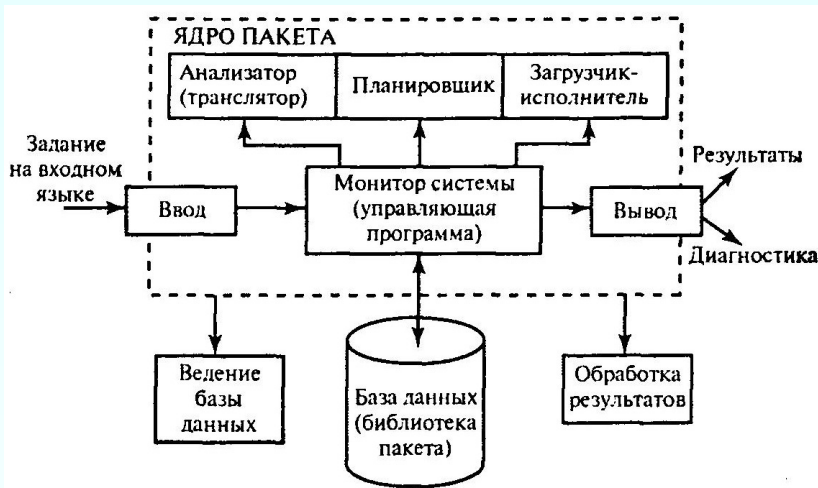 ЯДРО ПАКЕТА
Анализатор
(транслятор)
Планировщик
Загрузчик-
исполнитель
Задание
на входном
языке
Ввод
Монитор системы
(управляющая
программа)
Вывод
Результаты
Диагностика
Ведение
базы
данных
База данных
(библиотека
пакета)
Обработка
результатов